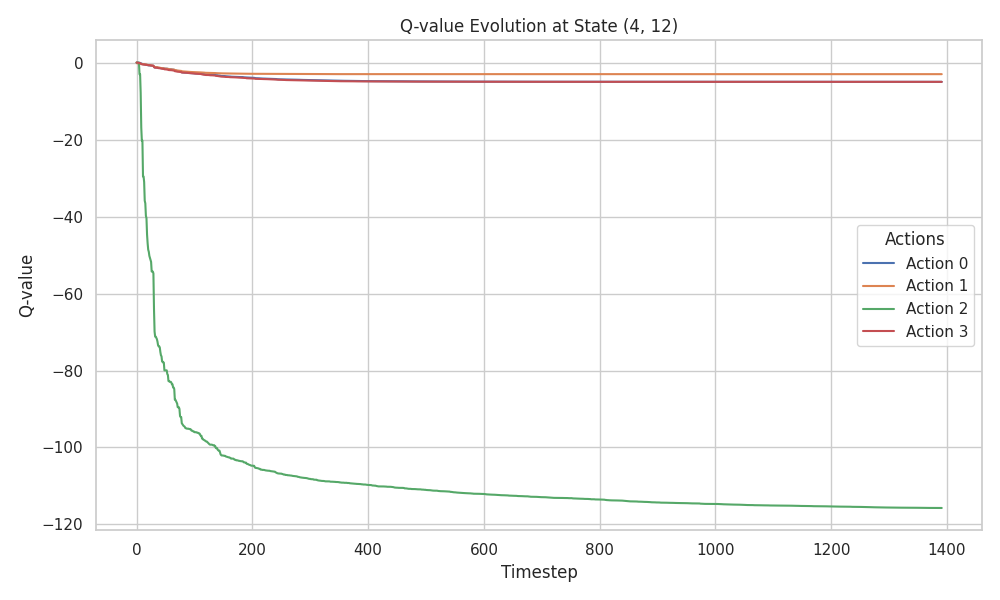 Q-value Evolution at State (4, 12)
Q-value
0
−20
−40
−60
−80
−100
−120
Actions
Action 0
Action 1
Action 2
Action 3
0 200 400 600 800 1000 1200 1400
Timestep